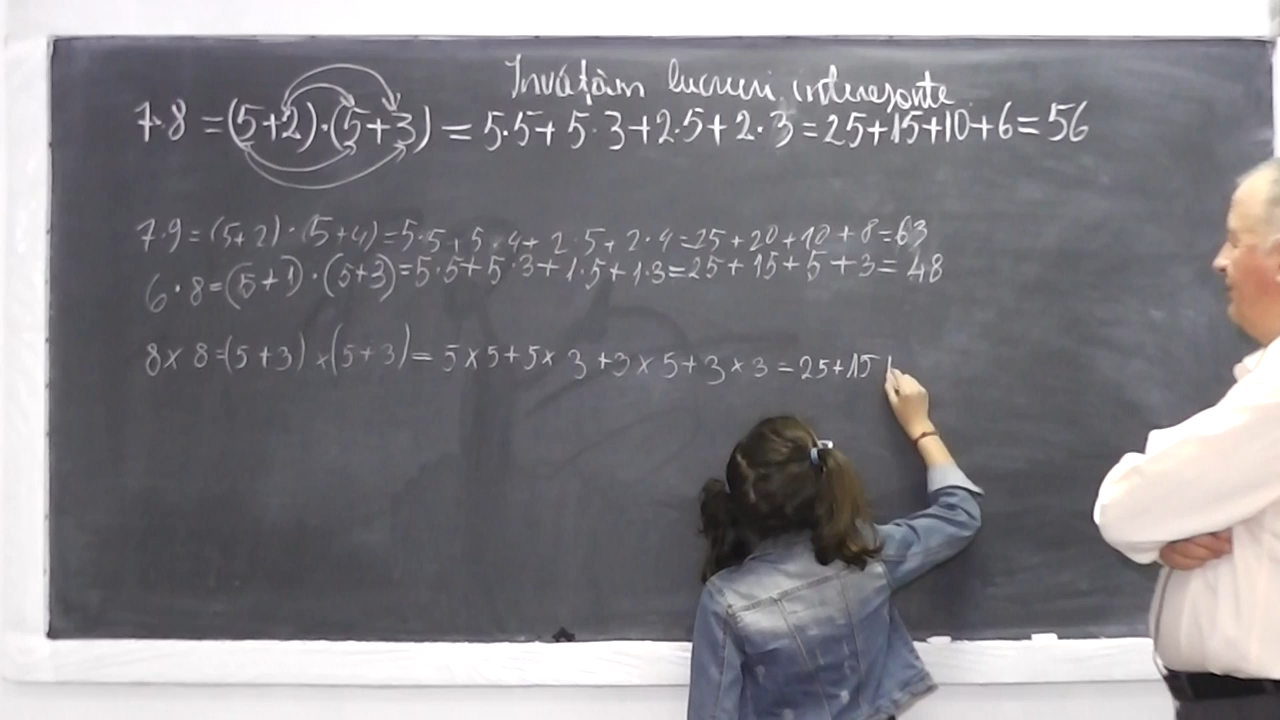 Învățăm lucruri interesante
7·8 = (5+2)·(5+3) = 5·5+5·3+2·5+2·3=25+15+10+6=56
7·9=(5+2)·(5+4)=5·5+5·4+2·5+2·4=25+20+10+8=63
6·8=(5+1)·(5+3)=5·5+5·3+1·5+1·3=25+15+5+3=48
8×8=(5+3)×(5+3)=5×5+5×3+3×5+3×3=25+15